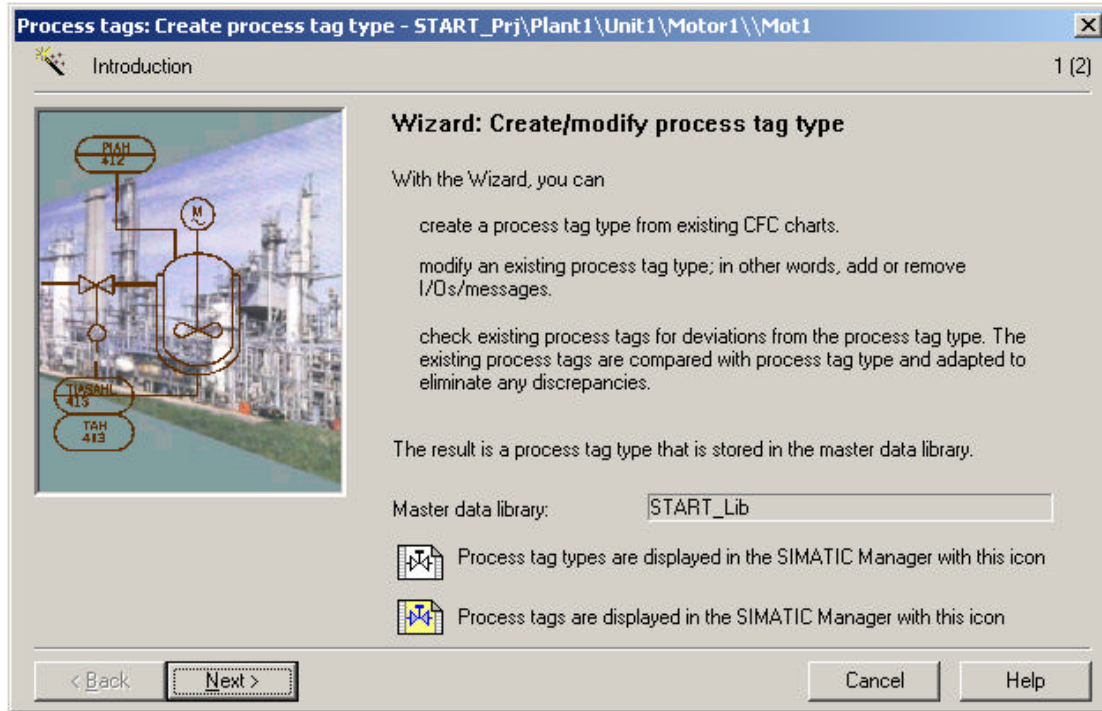 Process tags: Create process tag type - START_Prj\Plant1\Unit1\Motor1\\Mot1
Introduction
1 (2)
PIAH
412
M
TIASAHL
413
TAH
413
Wizard: Create/modify process tag type
With the Wizard, you can
create a process tag type from existing CFC charts.
modify an existing process tag type; in other words, add or remove
I/Os/messages.
check existing process tags for deviations from the process tag type. The
existing process tags are compared with process tag type and adapted to
eliminate any discrepancies.
The result is a process tag type that is stored in the master data library.
Master data library:
START_Lib
Process tag types are displayed in the SIMATIC Manager with this icon
Process tags are displayed in the SIMATIC Manager with this icon
< Back
Next >
Cancel
Help